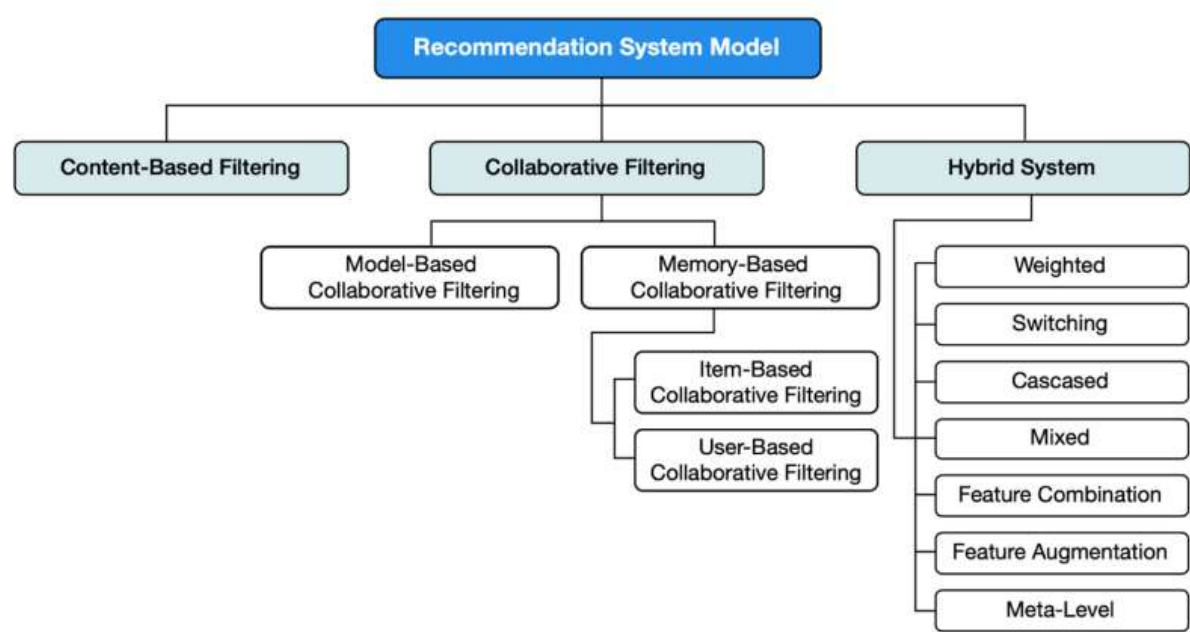 Recommendation System Model
Content-Based Filtering
Collaborative Filtering
Hybrid System
Model-Based
Collaborative Filtering
Memory-Based
Collaborative Filtering
Item-Based
Collaborative Filtering
User-Based
Collaborative Filtering
Weighted
Switching
Cascased
Mixed
Feature Combination
Feature Augmentation
Meta-Level